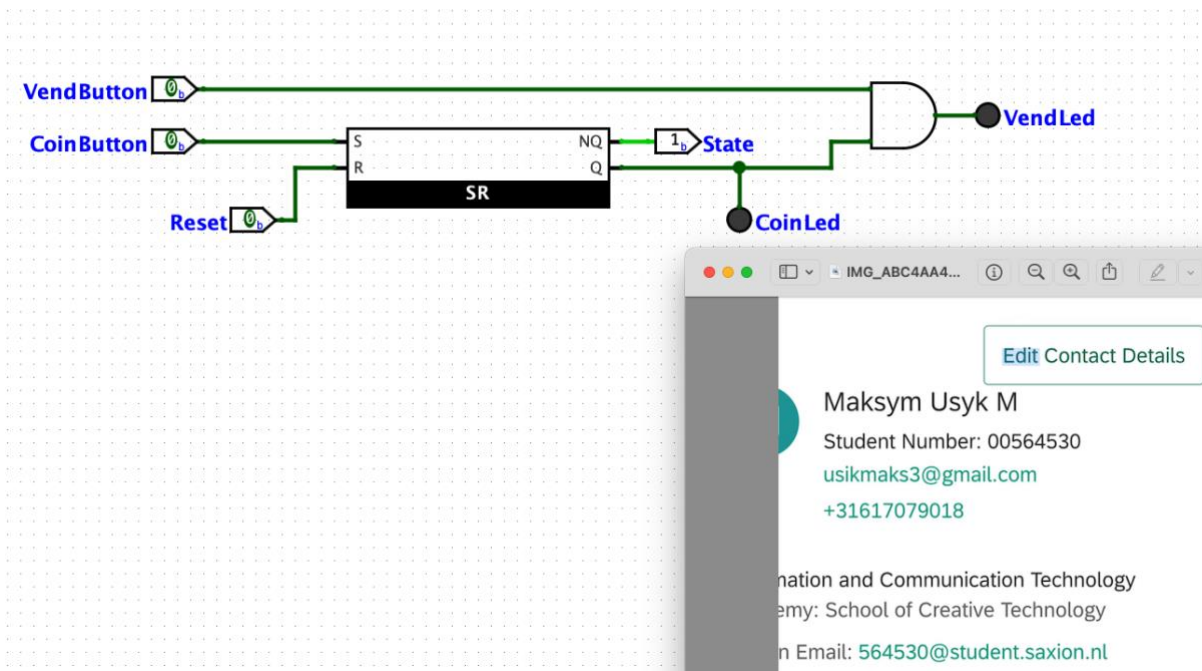 VendButton 0b
VendLed
CoinButton 0b
S
NQ
1b State
R
Q
SR
Reset 0b
CoinLed
IMG_ABC4AA4...
Edit Contact Details
Maksym Usyk M
Student Number: 00564530
usikmaks3@gmail.com
+31617079018
nation and Communication Technology
emy: School of Creative Technology
n Email: 564530@student.saxion.nl